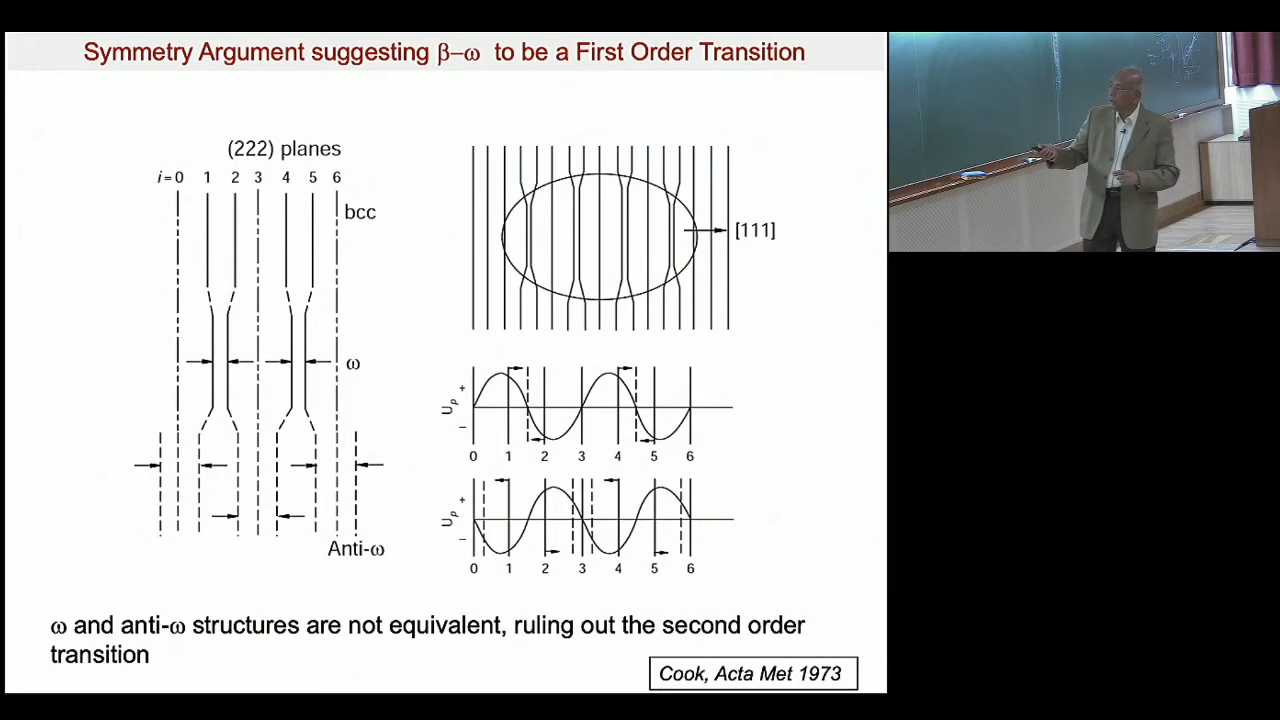 Symmetry Argument suggesting β–ω to be a First Order Transition
(222) planes
i = 0 1 2 3 4 5 6
bcc
ω
Anti-ω
[111]
U_p + –
0 1 2 3 4 5 6
U_p + –
0 1 2 3 4 5 6
ω and anti-ω structures are not equivalent, ruling out the second order
transition
Cook, Acta Met 1973